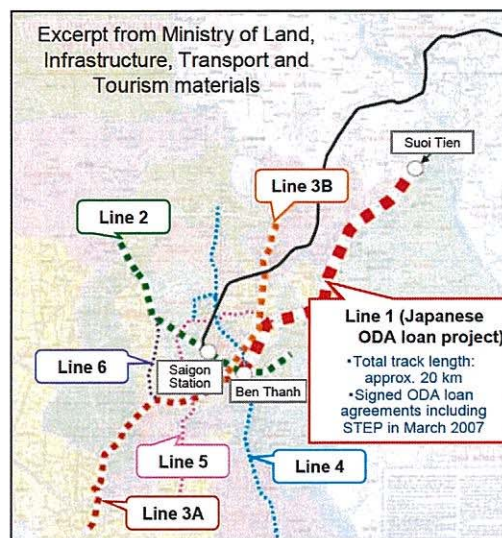 Excerpt from Ministry of Land,
Infrastructure, Transport and
Tourism materials
Suoi Tien
Line 3B
Line 2
Line 1 (Japanese
ODA loan project)
•Total track length:
approx. 20 km
•Signed ODA loan
agreements including
STEP in March 2007
Line 6
Saigon
Station
Ben Thanh
Line 5
Line 4
Line 3A